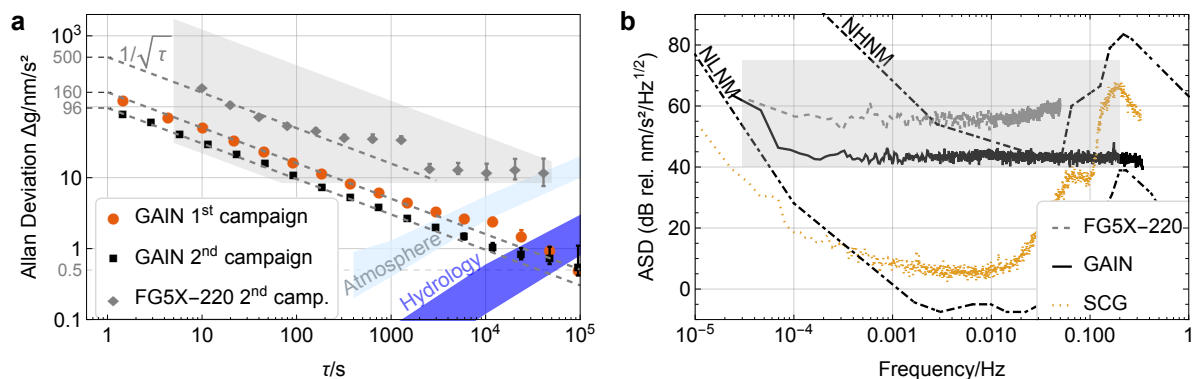 a
Allan Deviation Δg/nm/s²
10³
500
160
96
10
1
0.5
0.1
1/√τ
GAIN 1st campaign
GAIN 2nd campaign
FG5X−220 2nd camp.
Atmosphere
Hydrology
1 10 100 1000 10⁴ 10⁵
τ/s
b
ASD (dB rel. nm/s²/Hz^1/2)
80
60
40
20
0
NLNM
NHNM
FG5X−220
GAIN
SCG
10⁻⁵ 10⁻⁴ 0.001 0.010 0.100 1
Frequency/Hz